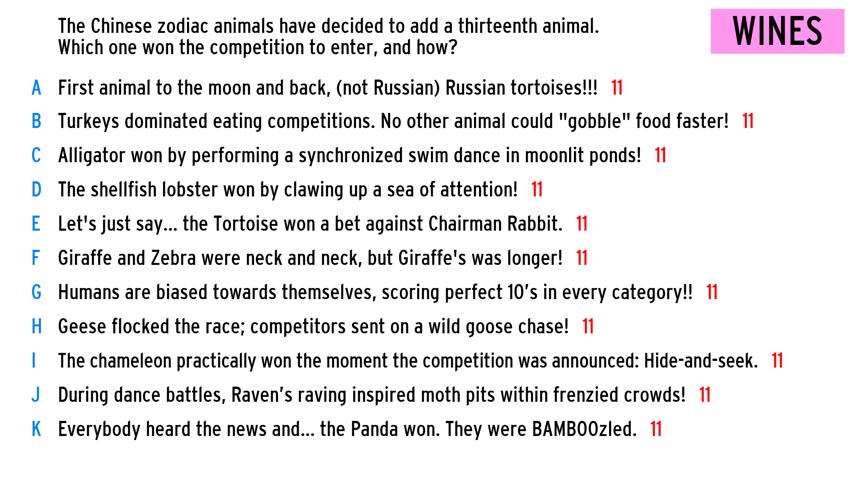 The Chinese zodiac animals have decided to add a thirteenth animal.
WINES
Which one won the competition to enter, and how?
A First animal to the moon and back, (not Russian) Russian tortoises!!! 11
B Turkeys dominated eating competitions. No other animal could "gobble" food faster! 11
C Alligator won by performing a synchronized swim dance in moonlit ponds! 11
D The shellfish lobster won by clawing up a sea of attention! 11
E Let's just say... the Tortoise won a bet against Chairman Rabbit. 11
F Giraffe and Zebra were neck and neck, but Giraffe's was longer! 11
G Humans are biased towards themselves, scoring perfect 10's in every category!! 11
H Geese flocked the race; competitors sent on a wild goose chase! 11
I The chameleon practically won the moment the competition was announced: Hide-and-seek. 11
J During dance battles, Raven's raving inspired moth pits within frenzied crowds! 11
K Everybody heard the news and... the Panda won. They were BAMBOOzled. 11